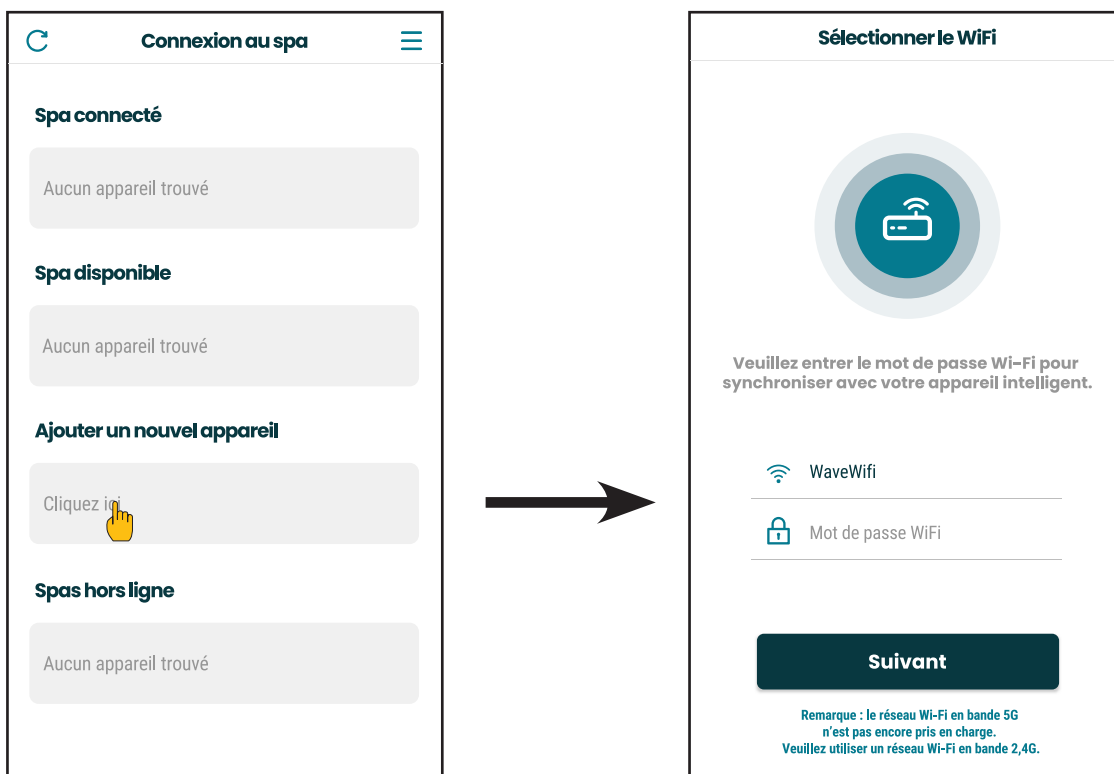 Connexion au spa
Spa connecté
Aucun appareil trouvé
Spa disponible
Aucun appareil trouvé
Ajouter un nouvel appareil
Cliquez ici
Spas hors ligne
Aucun appareil trouvé
Sélectionner le WiFi
Veuillez entrer le mot de passe Wi-Fi pour
synchroniser avec votre appareil intelligent.
WaveWifi
Mot de passe WiFi
Suivant
Remarque : le réseau Wi-Fi en bande 5G
n'est pas encore pris en charge.
Veuillez utiliser un réseau Wi-Fi en bande 2,4G.